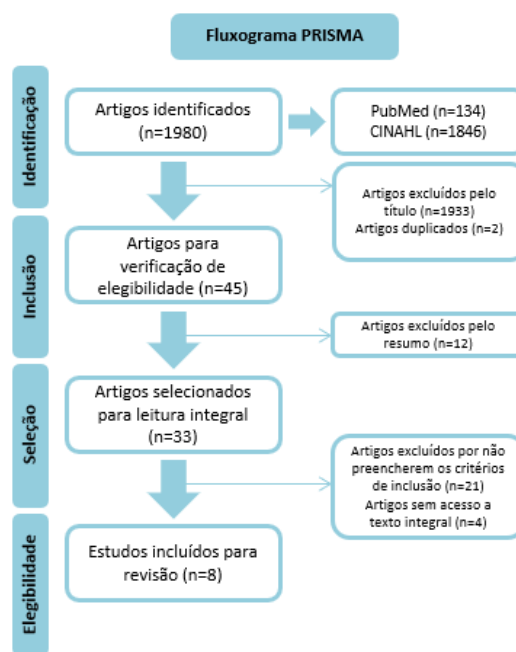 Fluxograma PRISMA
Identificação
Artigos identificados
(n=1980)
PubMed (n=134)
CINAHL (n=1846)
Artigos excluídos pelo
título (n=1933)
Artigos duplicados (n=2)
Inclusão
Artigos para
verificação de
elegibilidade (n=45)
Artigos excluídos pelo
resumo (n=12)
Seleção
Artigos selecionados
para leitura integral
(n=33)
Artigos excluídos por não
preencherem os critérios
de inclusão (n=21)
Artigos sem acesso a
texto integral (n=4)
Elegibilidade
Estudos incluídos para
revisão (n=8)